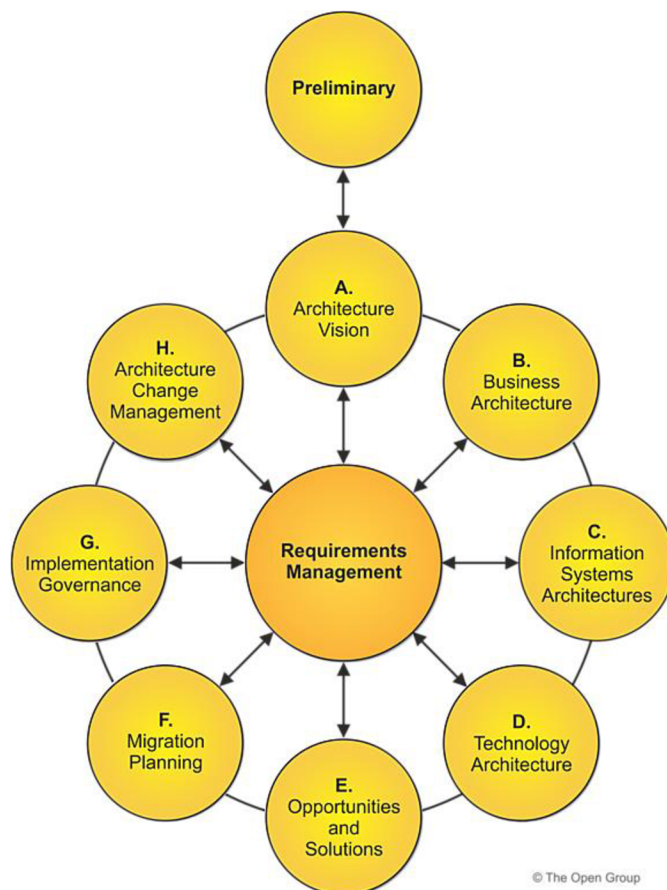 Preliminary
A.
Architecture
Vision
B.
Business
Architecture
C.
Information
Systems
Architectures
D.
Technology
Architecture
E.
Opportunities
and
Solutions
F.
Migration
Planning
G.
Implementation
Governance
H.
Architecture
Change
Management
Requirements
Management
© The Open Group